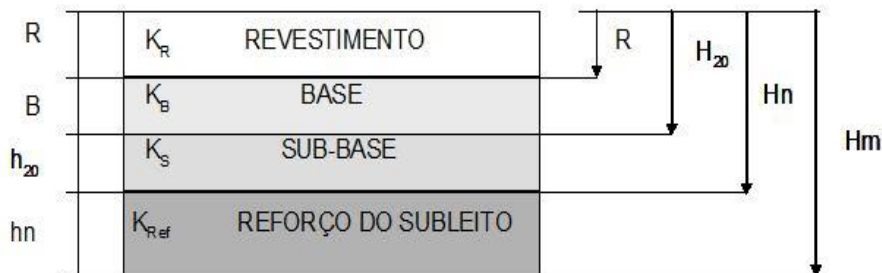 R K_R REVESTIMENTO R
B K_B BASE H_20
h_20 K_S SUB-BASE Hn
hn K_Ref REFORÇO DO SUBLEITO Hm